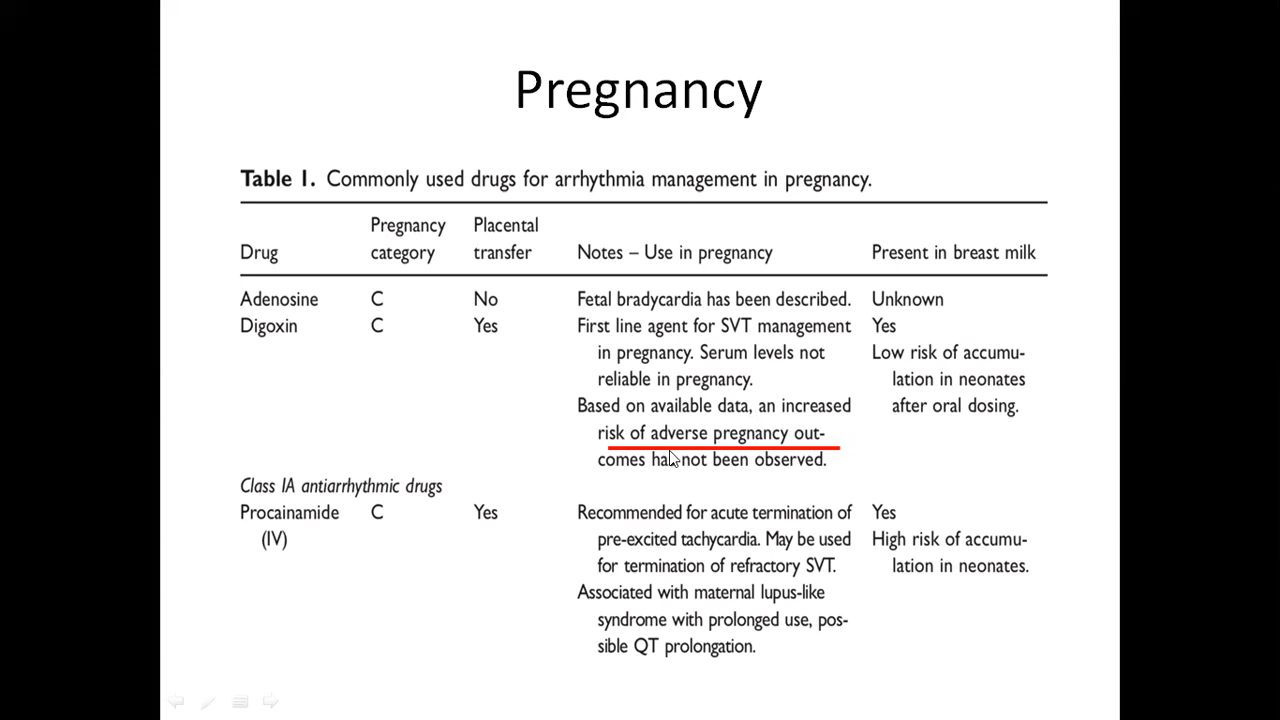 Pregnancy
Table 1. Commonly used drugs for arrhythmia management in pregnancy.
Pregnancy Placental
Drug category transfer Notes – Use in pregnancy Present in breast milk
Adenosine C No Fetal bradycardia has been described. Unknown
Digoxin C Yes First line agent for SVT management Yes
in pregnancy. Serum levels not Low risk of accumu-
reliable in pregnancy. lation in neonates
Based on available data, an increased after oral dosing.
risk of adverse pregnancy out-
comes has not been observed.
Class IA antiarrhythmic drugs
Procainamide C Yes Recommended for acute termination of Yes
(IV) pre-excited tachycardia. May be used High risk of accumu-
for termination of refractory SVT. lation in neonates.
Associated with maternal lupus-like
syndrome with prolonged use, pos-
sible QT prolongation.